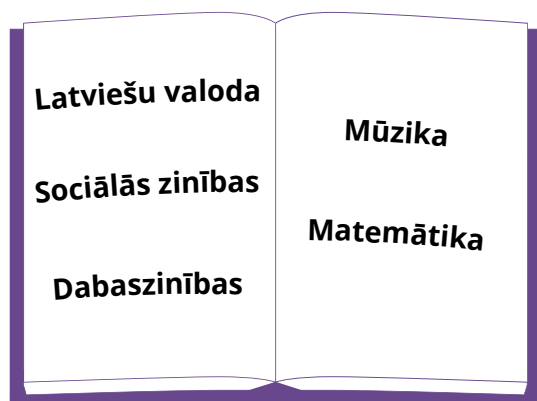 Latviešu valoda
Sociālās zinības
Dabaszinības
Mūzika
Matemātika